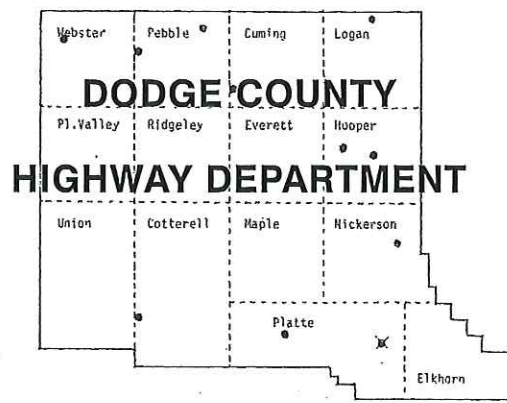 Webster Pebble Cuming Logan
DODGE COUNTY
Pl.Valley Ridgeley Everett Hooper
HIGHWAY DEPARTMENT
Union Cotterell Maple Nickerson
Platte
Elkhorn